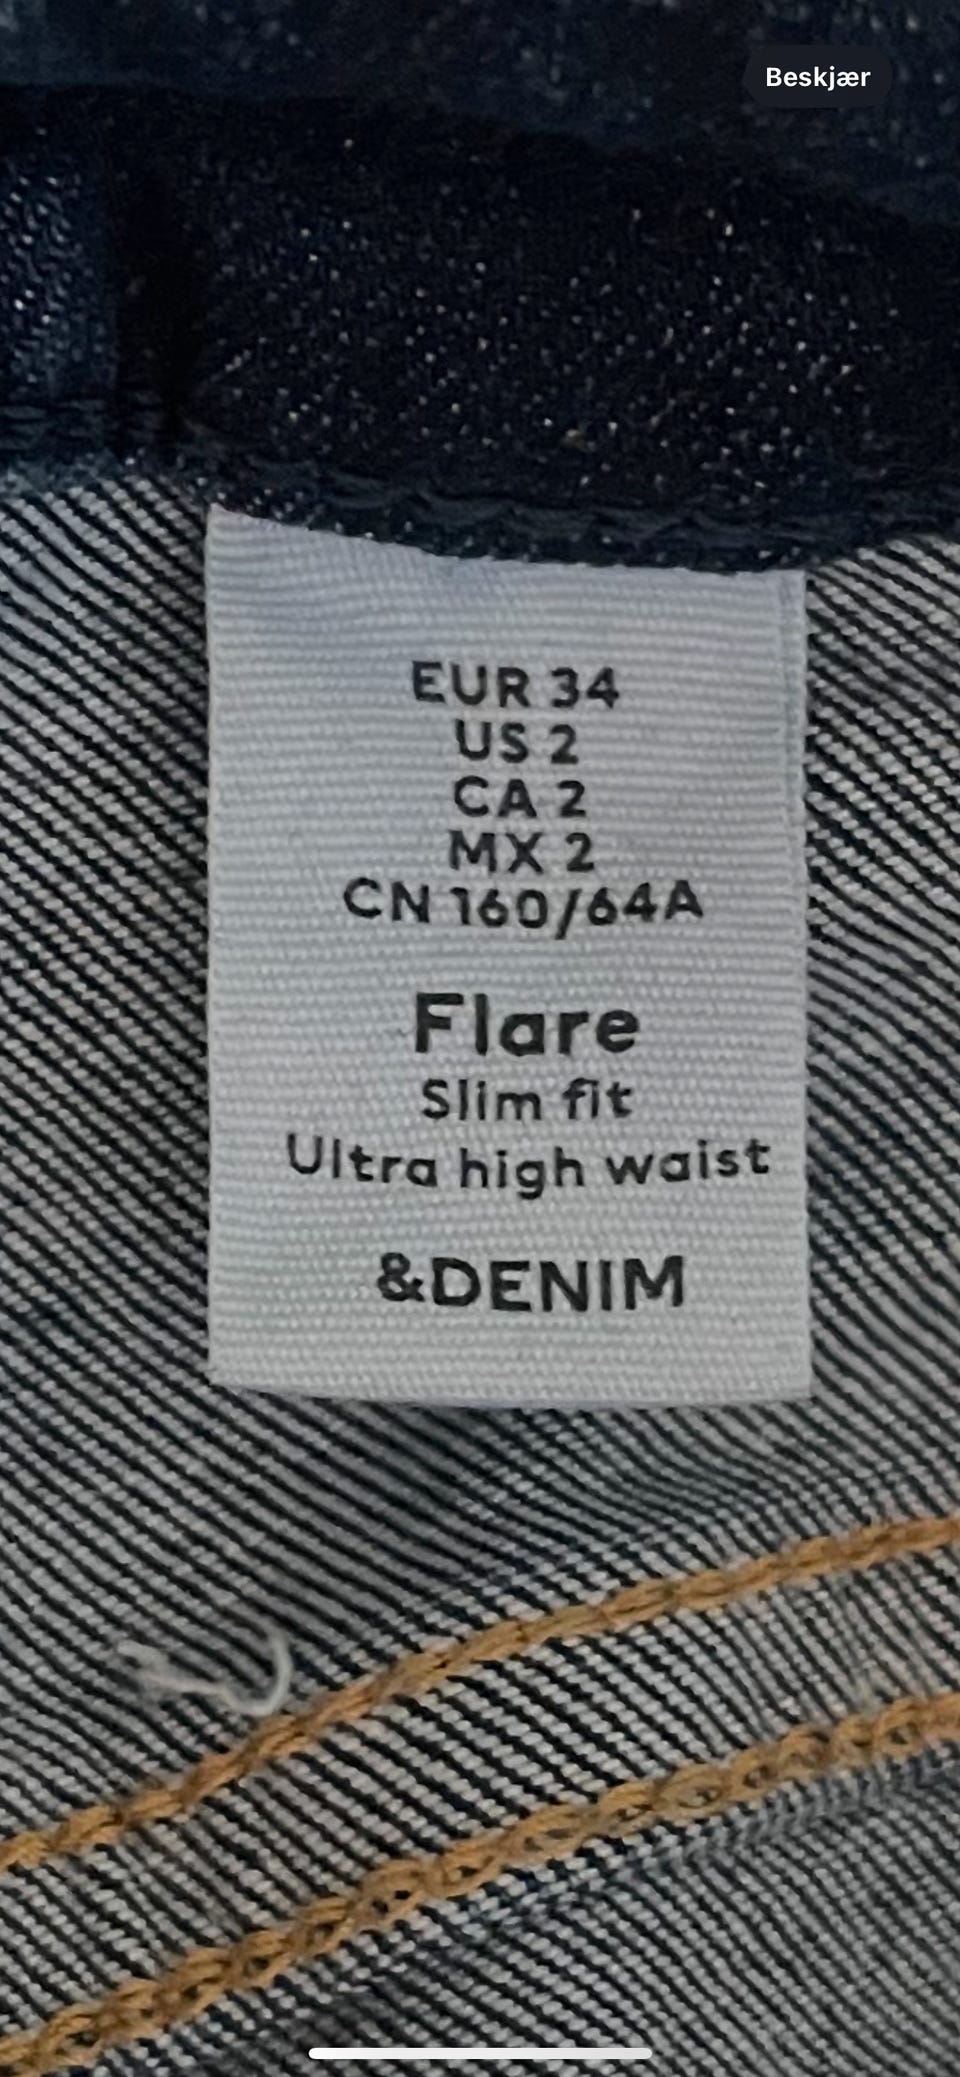 Beskjær
EUR 34
US 2
CA 2
MX 2
CN 160/64A
Flare
Slim fit
Ultra high waist
&DENIM